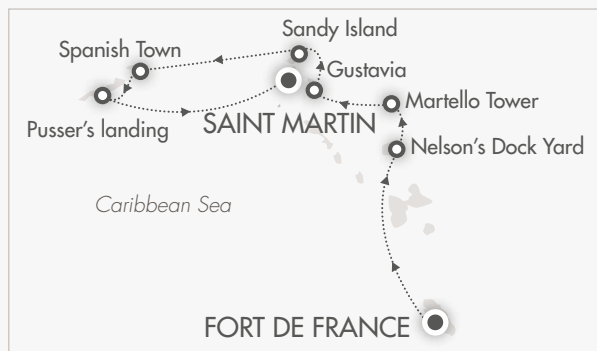 Sandy Island
Spanish Town
Gustavia
Martello Tower
Pusser's landing
SAINT MARTIN
Nelson's Dock Yard
Caribbean Sea
FORT DE FRANCE